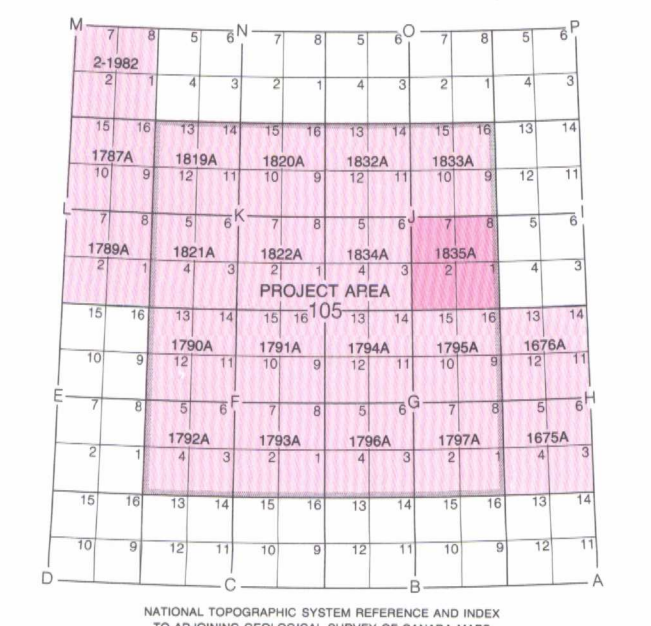 M 7 8 5 6 N 7 8 5 6 O 7 8 5 6 P
2-1982
2 1 4 3 2 1 4 3 2 1 4 3
15 16 13 14 15 16 13 14 15 16 13 14
1787A 1819A 1820A 1832A 1833A
10 9 12 11 10 9 12 11 10 9 12 11
L 7 8 5 6 K 7 8 5 6 J 7 8 5 6 I
1789A 1821A 1822A 1834A 1835A
2 1 4 3 2 1 4 3 2 1 4 3
PROJECT AREA
105
15 16 13 14 15 16 13 14 15 16 13 14
1790A 1791A 1794A 1795A 1676A
10 9 12 11 10 9 12 11 10 9 12 11
E 7 8 5 6 F 7 8 5 6 G 7 8 5 6 H
1792A 1793A 1796A 1797A 1675A
2 1 4 3 2 1 4 3 2 1 4 3
15 16 13 14 15 16 13 14 15 16 13 14
10 9 12 11 10 9 12 11 10 9 12 11
D C B A
NATIONAL TOPOGRAPHIC SYSTEM REFERENCE AND INDEX
TO ADJOINING GEOLOGICAL SURVEY OF CANADA MAPS